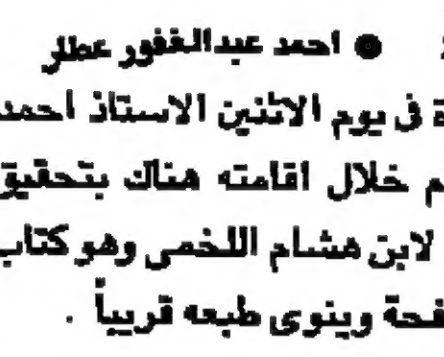 ● احمد عبدالغفور عطار
ة فى يوم الاثنين الاستاذ احمد
م خلال اقامته هناك بتحقيق
لابن هشام اللخمى وهو كتاب
فحة وينوى طبعه قريباً .